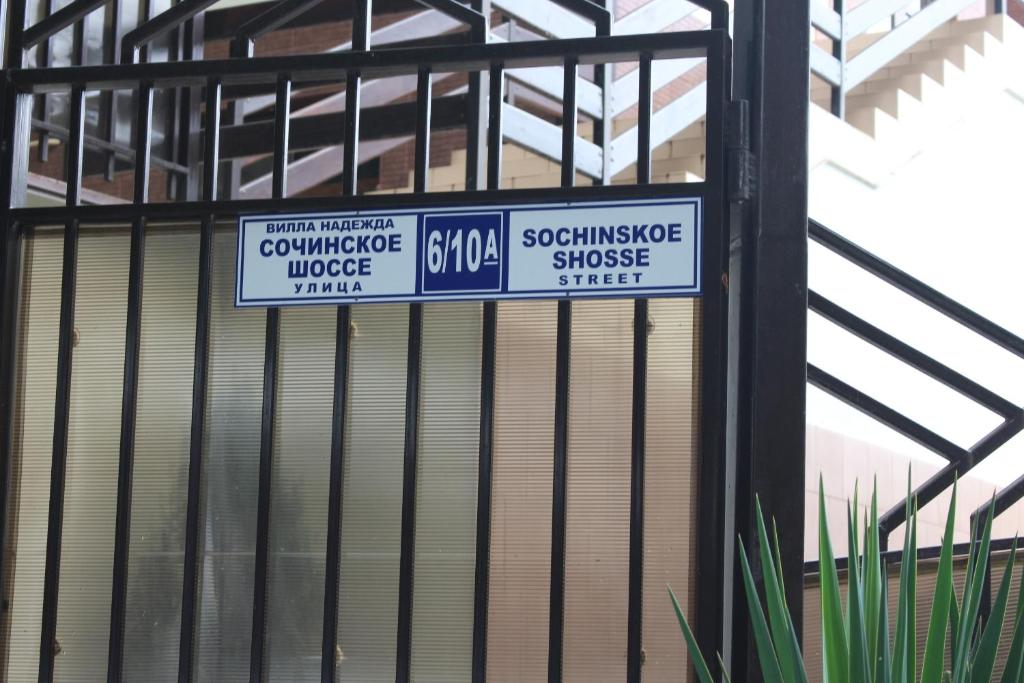 ВИЛЛА НАДЕЖДА
СОЧИНСКОЕ
ШОССЕ
УЛИЦА
6/10А
SOCHINSKOE
SHOSSE
STREET